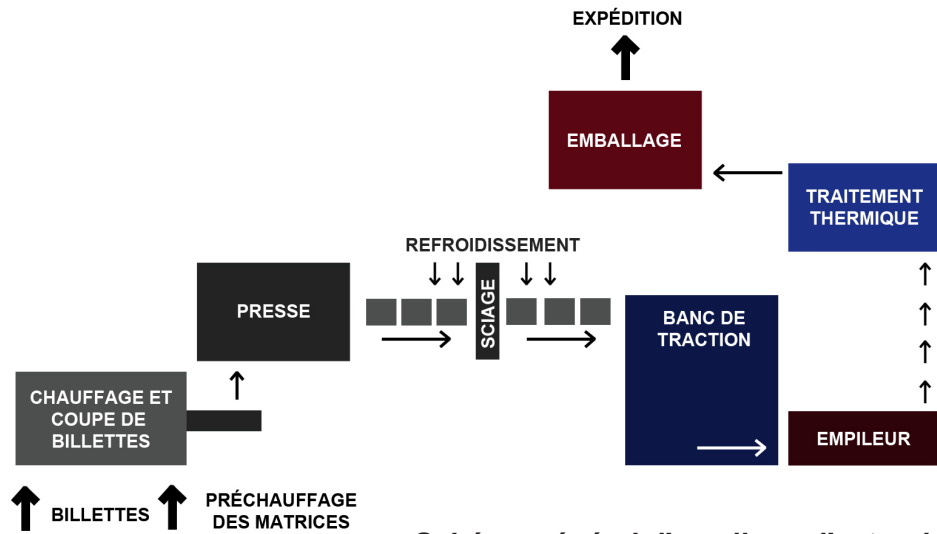 EXPÉDITION
EMBALLAGE
TRAITEMENT
THERMIQUE
REFROIDISSEMENT
PRESSE
SCIAGE
BANC DE
TRACTION
CHAUFFAGE ET
COUPE DE
BILLETTES
EMPILEUR
BILLETTES
PRÉCHAUFFAGE
DES MATRICES